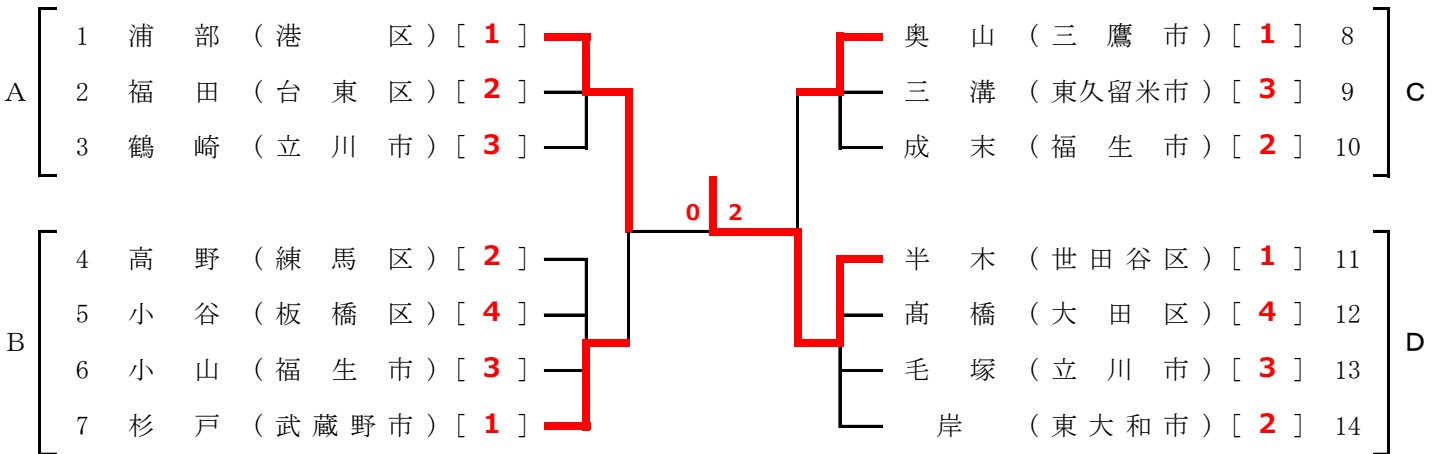 1 浦 部 (港 区) [ 1 ]
A 2 福 田 (台 東 区) [ 2 ]
3 鶴 崎 (立 川 市) [ 3 ]
4 高 野 (練 馬 区) [ 2 ]
5 小 谷 (板 橋 区) [ 4 ]
B
6 小 山 (福 生 市) [ 3 ]
7 杉 戸 (武 蔵 野 市) [ 1 ]
0 2
奥 山 (三 鷹 市) [ 1 ] 8
三 溝 (東久留米市) [ 3 ] 9 C
成 末 (福 生 市) [ 2 ] 10
半 木 (世 田 谷 区) [ 1 ] 11
髙 橋 (大 田 区) [ 4 ] 12
D
毛 塚 (立 川 市) [ 3 ] 13
岸 (東 大 和 市) [ 2 ] 14